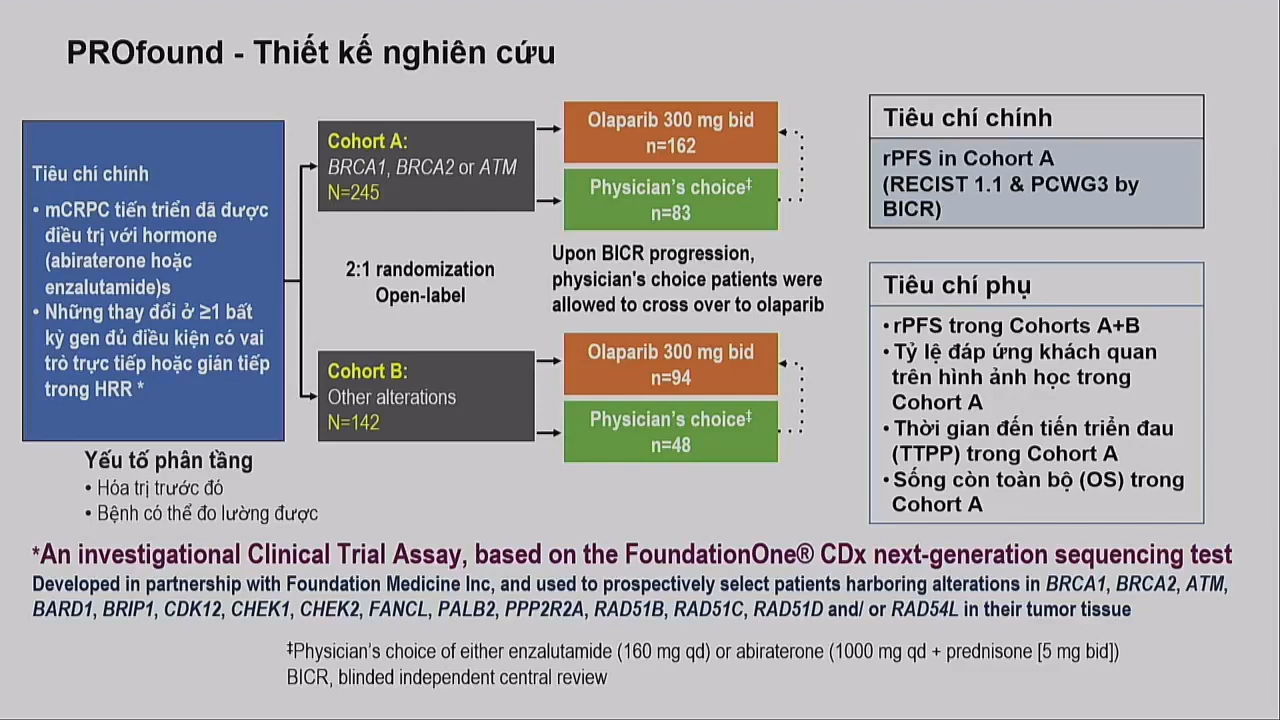 PROfound - Thiết kế nghiên cứu
Tiêu chí chính
• mCRPC tiến triển đã được
điều trị với hormone
(abiraterone hoặc
enzalutamide)s
• Những thay đổi ở ≥1 bất
kỳ gen đủ điều kiện có vai
trò trực tiếp hoặc gián tiếp
trong HRR *
Yếu tố phân tầng
• Hóa trị trước đó
• Bệnh có thể đo lường được
Cohort A:
BRCA1, BRCA2 or ATM
N=245
2:1 randomization
Open-label
Cohort B:
Other alterations
N=142
Olaparib 300 mg bid
n=162
Physician's choice‡
n=83
Upon BICR progression,
physician's choice patients were
allowed to cross over to olaparib
Olaparib 300 mg bid
n=94
Physician's choice‡
n=48
Tiêu chí chính
rPFS in Cohort A
(RECIST 1.1 & PCWG3 by
BICR)
Tiêu chí phụ
• rPFS trong Cohorts A+B
• Tỷ lệ đáp ứng khách quan
trên hình ảnh học trong
Cohort A
• Thời gian đến tiến triển đau
(TTPP) trong Cohort A
• Sống còn toàn bộ (OS) trong
Cohort A
*An investigational Clinical Trial Assay, based on the FoundationOne® CDx next-generation sequencing test
Developed in partnership with Foundation Medicine Inc, and used to prospectively select patients harboring alterations in BRCA1, BRCA2, ATM,
BARD1, BRIP1, CDK12, CHEK1, CHEK2, FANCL, PALB2, PPP2R2A, RAD51B, RAD51C, RAD51D and/ or RAD54L in their tumor tissue
‡Physician's choice of either enzalutamide (160 mg qd) or abiraterone (1000 mg qd + prednisone [5 mg bid])
BICR, blinded independent central review